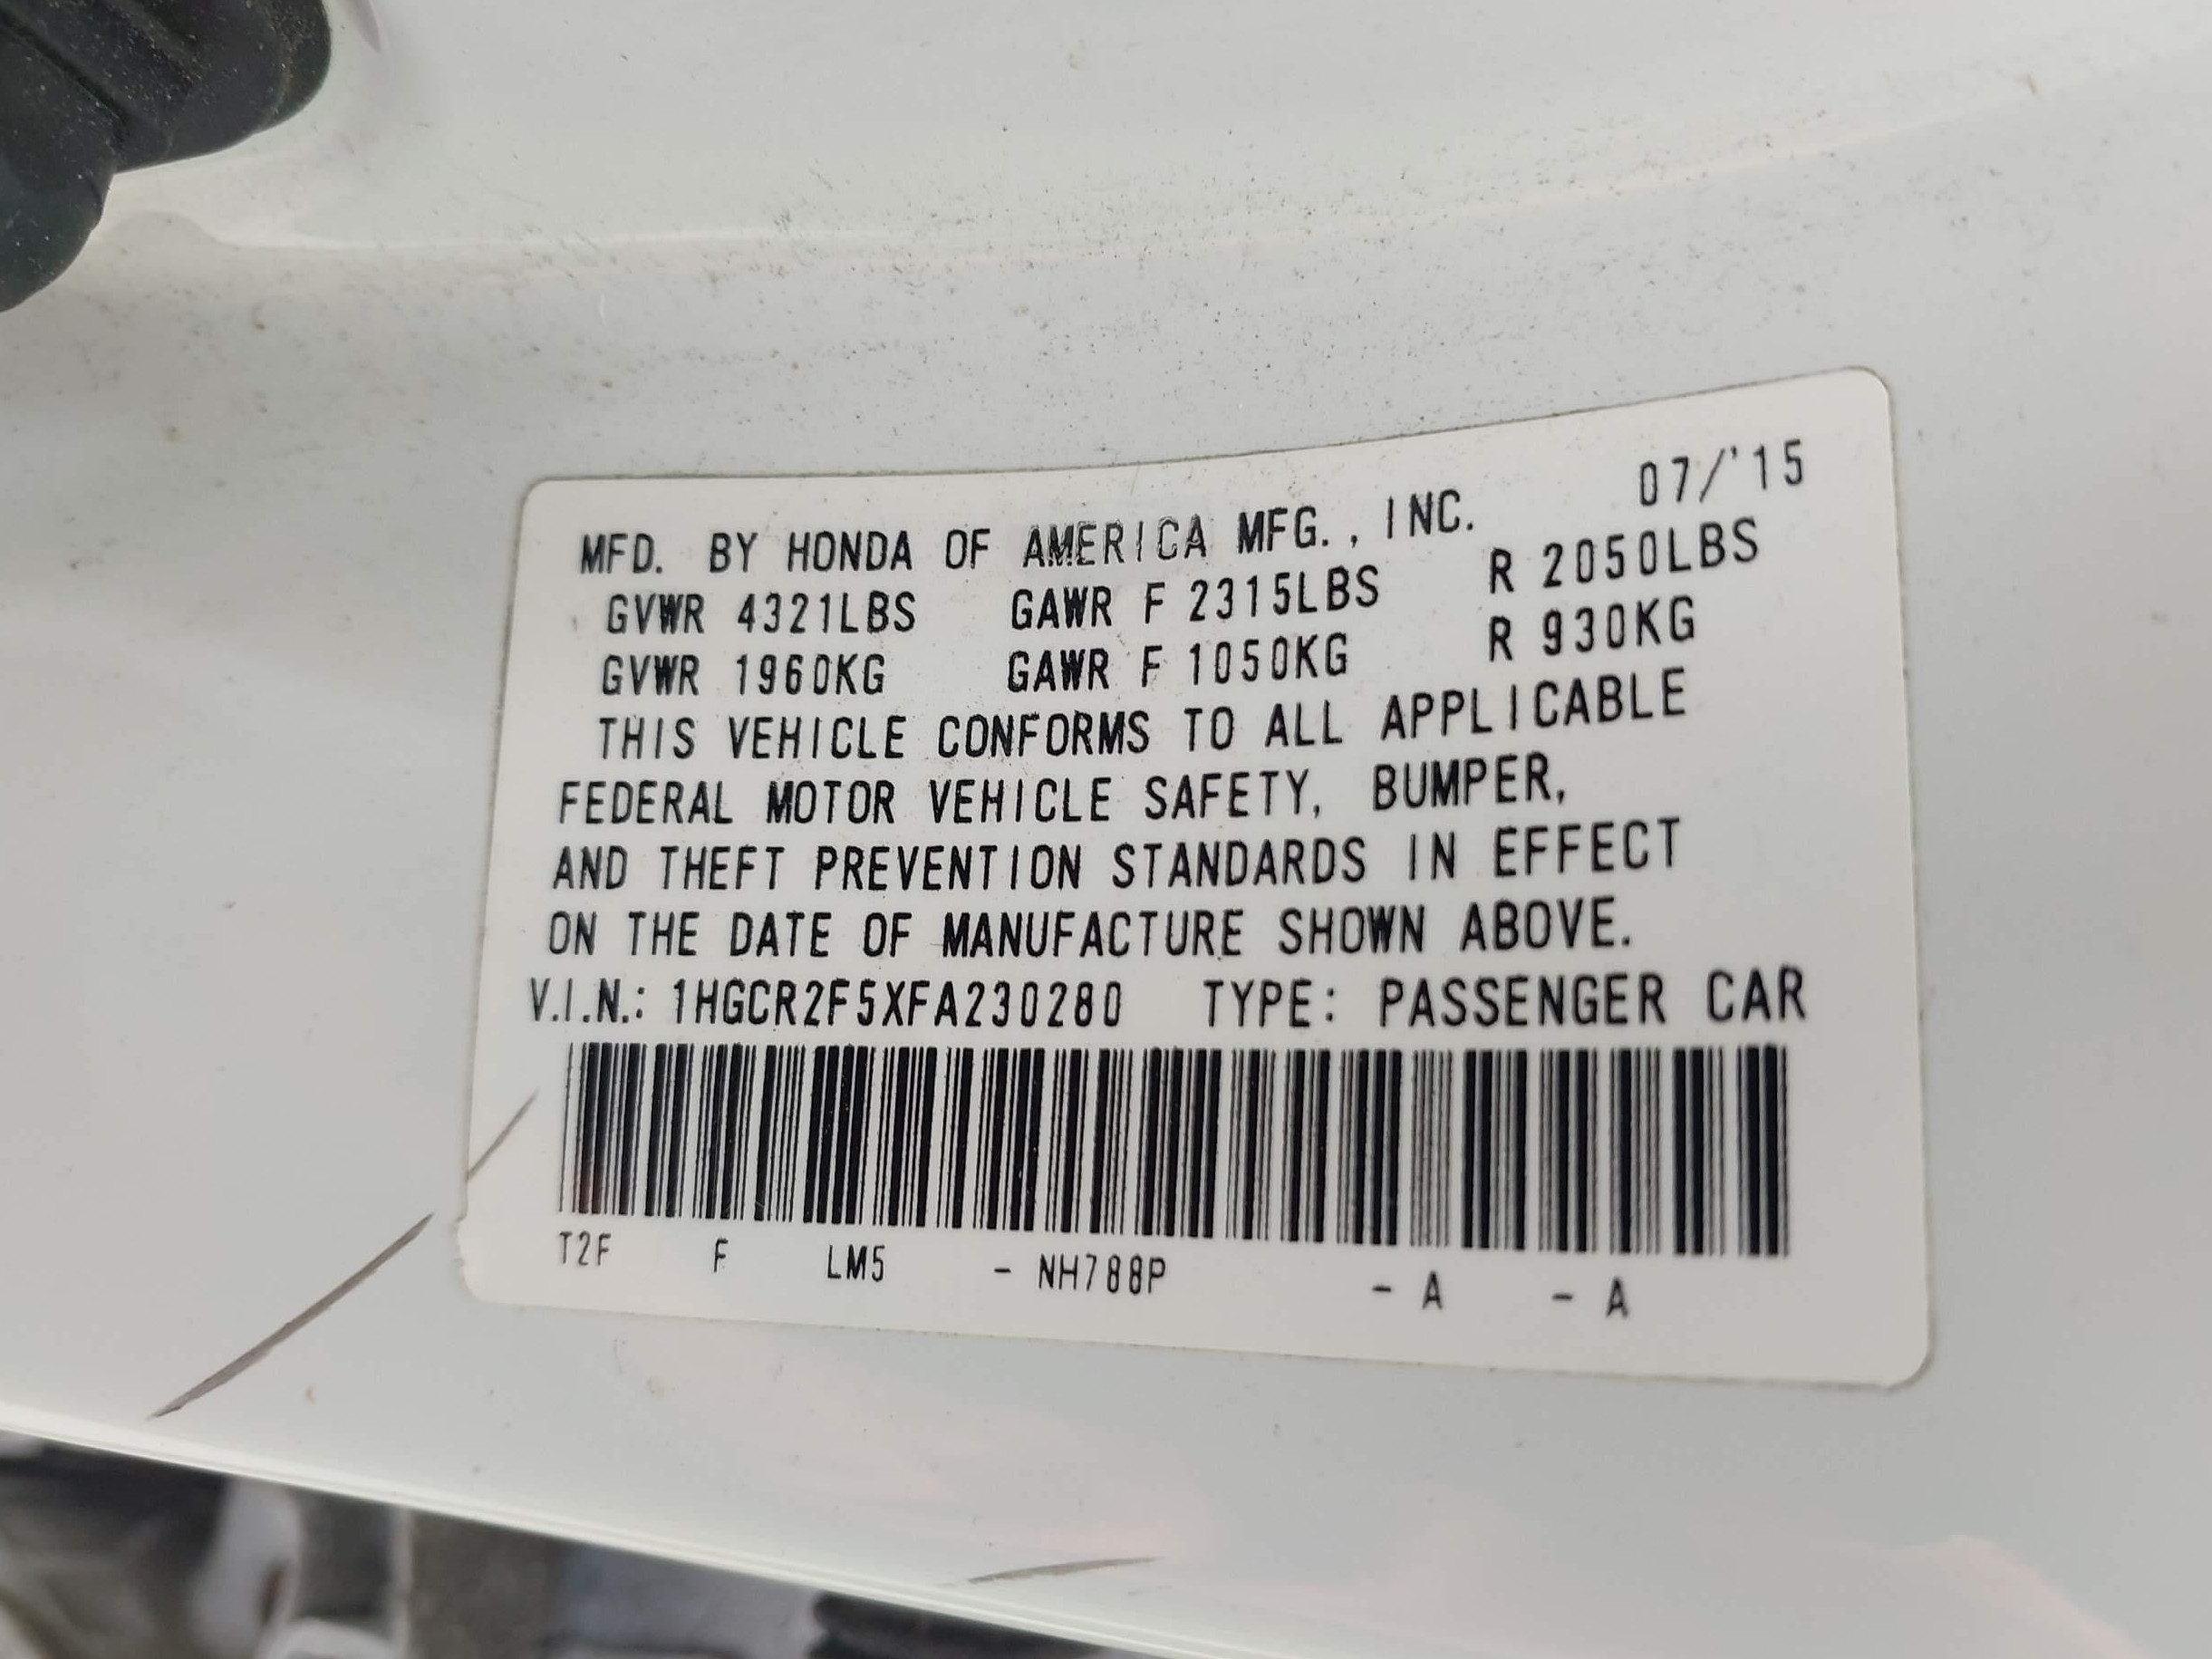 07/'15
MFD. BY HONDA OF AMERICA MFG., INC.
GVWR 4321LBS GAWR F 2315LBS R 2050LBS
GVWR 1960KG GAWR F 1050KG R 930KG
THIS VEHICLE CONFORMS TO ALL APPLICABLE
FEDERAL MOTOR VEHICLE SAFETY, BUMPER,
AND THEFT PREVENTION STANDARDS IN EFFECT
ON THE DATE OF MANUFACTURE SHOWN ABOVE.
V.I.N.: 1HGCR2F5XFA230280 TYPE: PASSENGER CAR
T2F F LM5 - NH788P - A - A